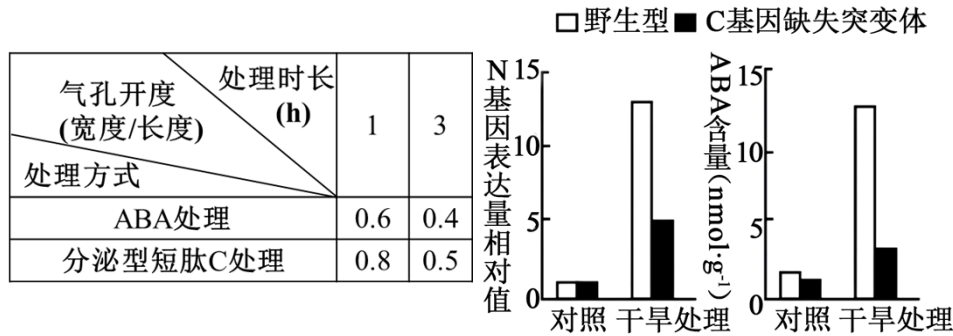 处理时长
(h)
气孔开度
(宽度/长度)
处理方式
1 3
ABA处理 0.6 0.4
分泌型短肽C处理 0.8 0.5
野生型 C基因缺失突变体
N基因表达量相对值
15
10
5
0
对照 干旱处理
ABA含量(nmol·g⁻¹)
15
10
5
0
对照 干旱处理